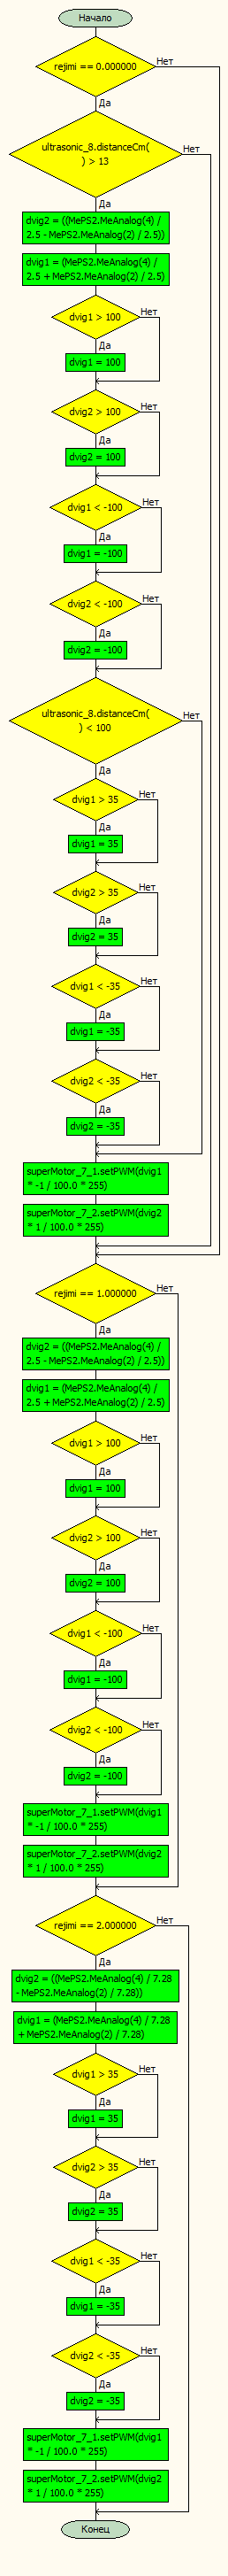 Начало
rejimi == 0.000000
Нет
Да
ultrasonic_8.distanceCm(
) > 13
Нет
Да
dvig2 = ((MePS2.MeAnalog(4) /
2.5 - MePS2.MeAnalog(2) / 2.5))
dvig1 = (MePS2.MeAnalog(4) /
2.5 + MePS2.MeAnalog(2) / 2.5)
dvig1 > 100
Нет
Да
dvig1 = 100
dvig2 > 100
Нет
Да
dvig2 = 100
dvig1 < -100
Нет
Да
dvig1 = -100
dvig2 < -100
Нет
Да
dvig2 = -100
ultrasonic_8.distanceCm(
) < 100
Нет
Да
dvig1 > 35
Нет
Да
dvig1 = 35
dvig2 > 35
Нет
Да
dvig2 = 35
dvig1 < -35
Нет
Да
dvig1 = -35
dvig2 < -35
Нет
Да
dvig2 = -35
superMotor_7_1.setPWM(dvig1
* -1 / 100.0 * 255)
superMotor_7_2.setPWM(dvig2
* 1 / 100.0 * 255)
rejimi == 1.000000
Нет
Да
dvig2 = ((MePS2.MeAnalog(4) /
2.5 - MePS2.MeAnalog(2) / 2.5))
dvig1 = (MePS2.MeAnalog(4) /
2.5 + MePS2.MeAnalog(2) / 2.5)
dvig1 > 100
Нет
Да
dvig1 = 100
dvig2 > 100
Нет
Да
dvig2 = 100
dvig1 < -100
Нет
Да
dvig1 = -100
dvig2 < -100
Нет
Да
dvig2 = -100
superMotor_7_1.setPWM(dvig1
* -1 / 100.0 * 255)
superMotor_7_2.setPWM(dvig2
* 1 / 100.0 * 255)
rejimi == 2.000000
Нет
Да
dvig2 = ((MePS2.MeAnalog(4) / 7.28
- MePS2.MeAnalog(2) / 7.28))
dvig1 = (MePS2.MeAnalog(4) / 7.28
+ MePS2.MeAnalog(2) / 7.28)
dvig1 > 35
Нет
Да
dvig1 = 35
dvig2 > 35
Нет
Да
dvig2 = 35
dvig1 < -35
Нет
Да
dvig1 = -35
dvig2 < -35
Нет
Да
dvig2 = -35
superMotor_7_1.setPWM(dvig1
* -1 / 100.0 * 255)
superMotor_7_2.setPWM(dvig2
* 1 / 100.0 * 255)
Конец